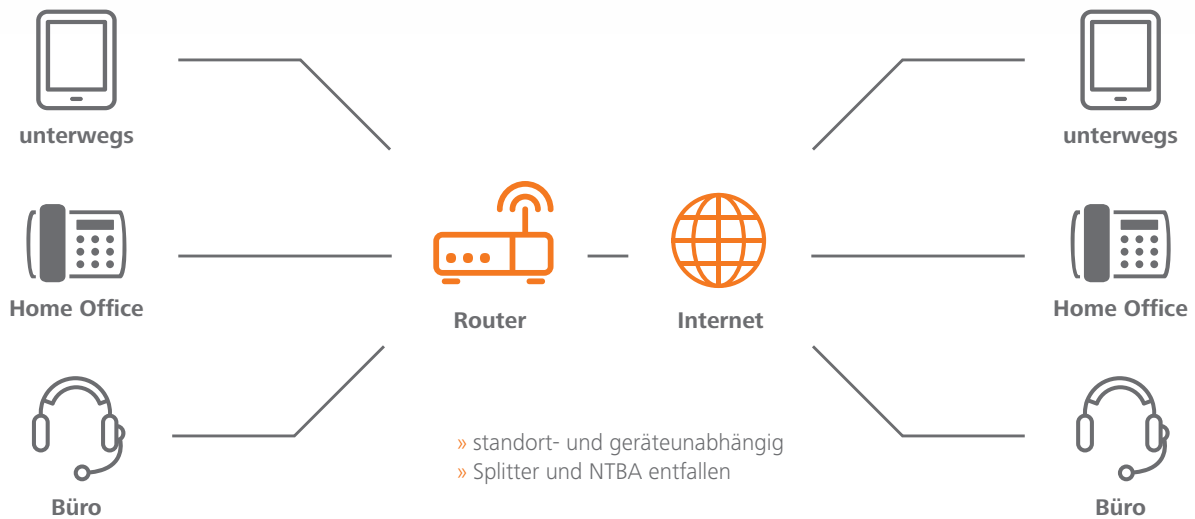 unterwegs
unterwegs
Home Office
Router
Internet
Home Office
» standort- und geräteunabhängig
» Splitter und NTBA entfallen
Büro
Büro